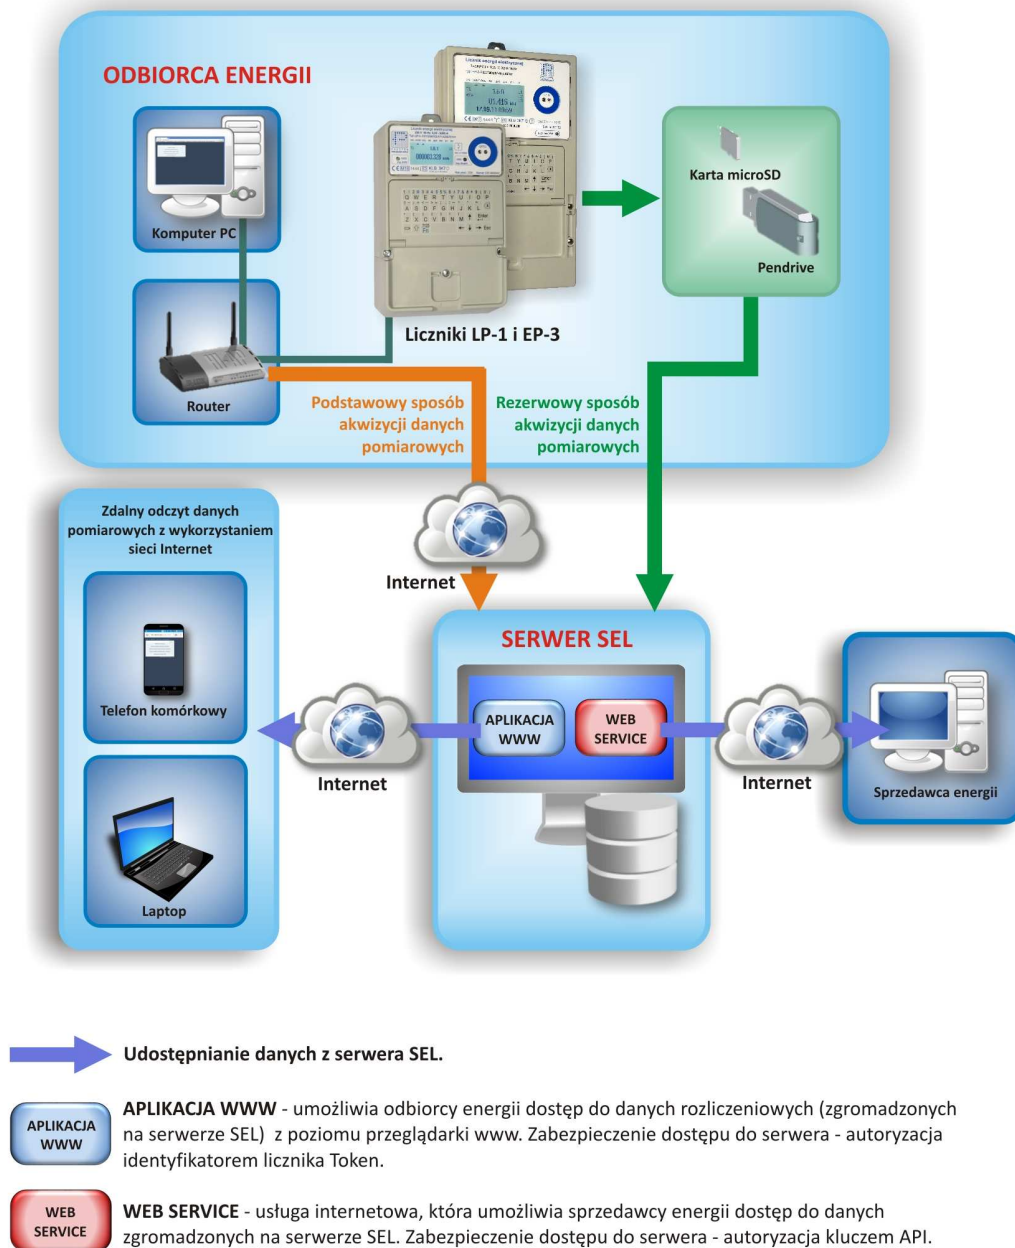 ODBIORCA ENERGII
Komputer PC
Router
Liczniki LP-1 i EP-3
Karta microSD
Pendrive
Podstawowy sposób
akwizycji danych
pomiarowych
Rezerwowy sposób
akwizycji danych
pomiarowych
Internet
Zdalny odczyt danych
pomiarowych z wykorzystaniem
sieci Internet
Telefon komórkowy
Laptop
Internet
SERWER SEL
APLIKACJA
WWW
WEB
SERVICE
Internet
Sprzedawca energii
Udostępnianie danych z serwera SEL.
APLIKACJA
WWW
APLIKACJA WWW - umożliwia odbiorcy energii dostęp do danych rozliczeniowych (zgromadzonych
na serwerze SEL) z poziomu przeglądarki www. Zabezpieczenie dostępu do serwera - autoryzacja
identyfikatorem licznika Token.
WEB
SERVICE
WEB SERVICE - usługa internetowa, która umożliwia sprzedawcy energii dostęp do danych
zgromadzonych na serwerze SEL. Zabezpieczenie dostępu do serwera - autoryzacja kluczem API.